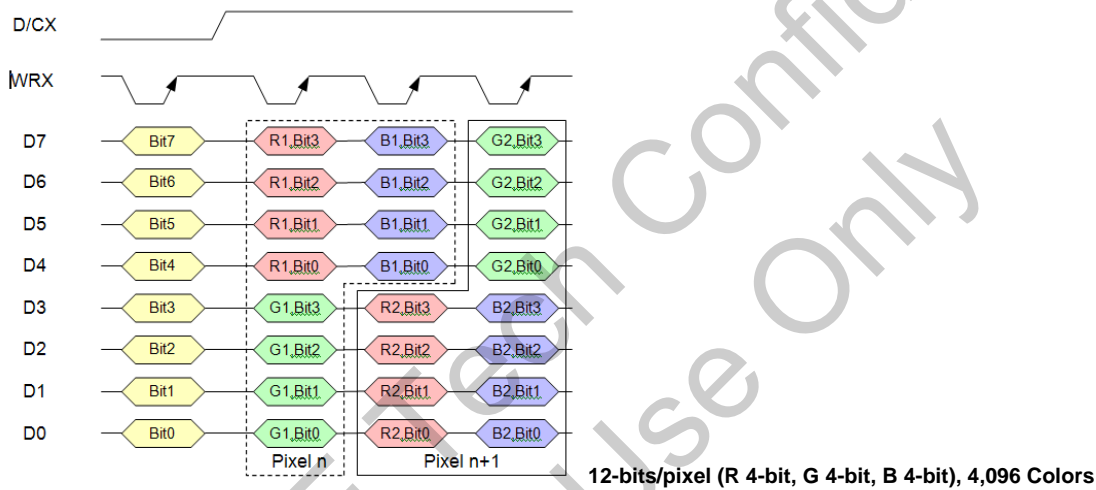 D/CX
WRX
D7 Bit7 R1,Bit3 B1,Bit3 G2,Bit3
D6 Bit6 R1,Bit2 B1,Bit2 G2,Bit2
D5 Bit5 R1,Bit1 B1,Bit1 G2,Bit1
D4 Bit4 R1,Bit0 B1,Bit0 G2,Bit0
D3 Bit3 G1,Bit3 R2,Bit3 B2,Bit3
D2 Bit2 G1,Bit2 R2,Bit2 B2,Bit2
D1 Bit1 G1,Bit1 R2,Bit1 B2,Bit1
D0 Bit0 G1,Bit0 R2,Bit0 B2,Bit0
Pixel n Pixel n+1
12-bits/pixel (R 4-bit, G 4-bit, B 4-bit), 4,096 Colors
Tech
Use Only